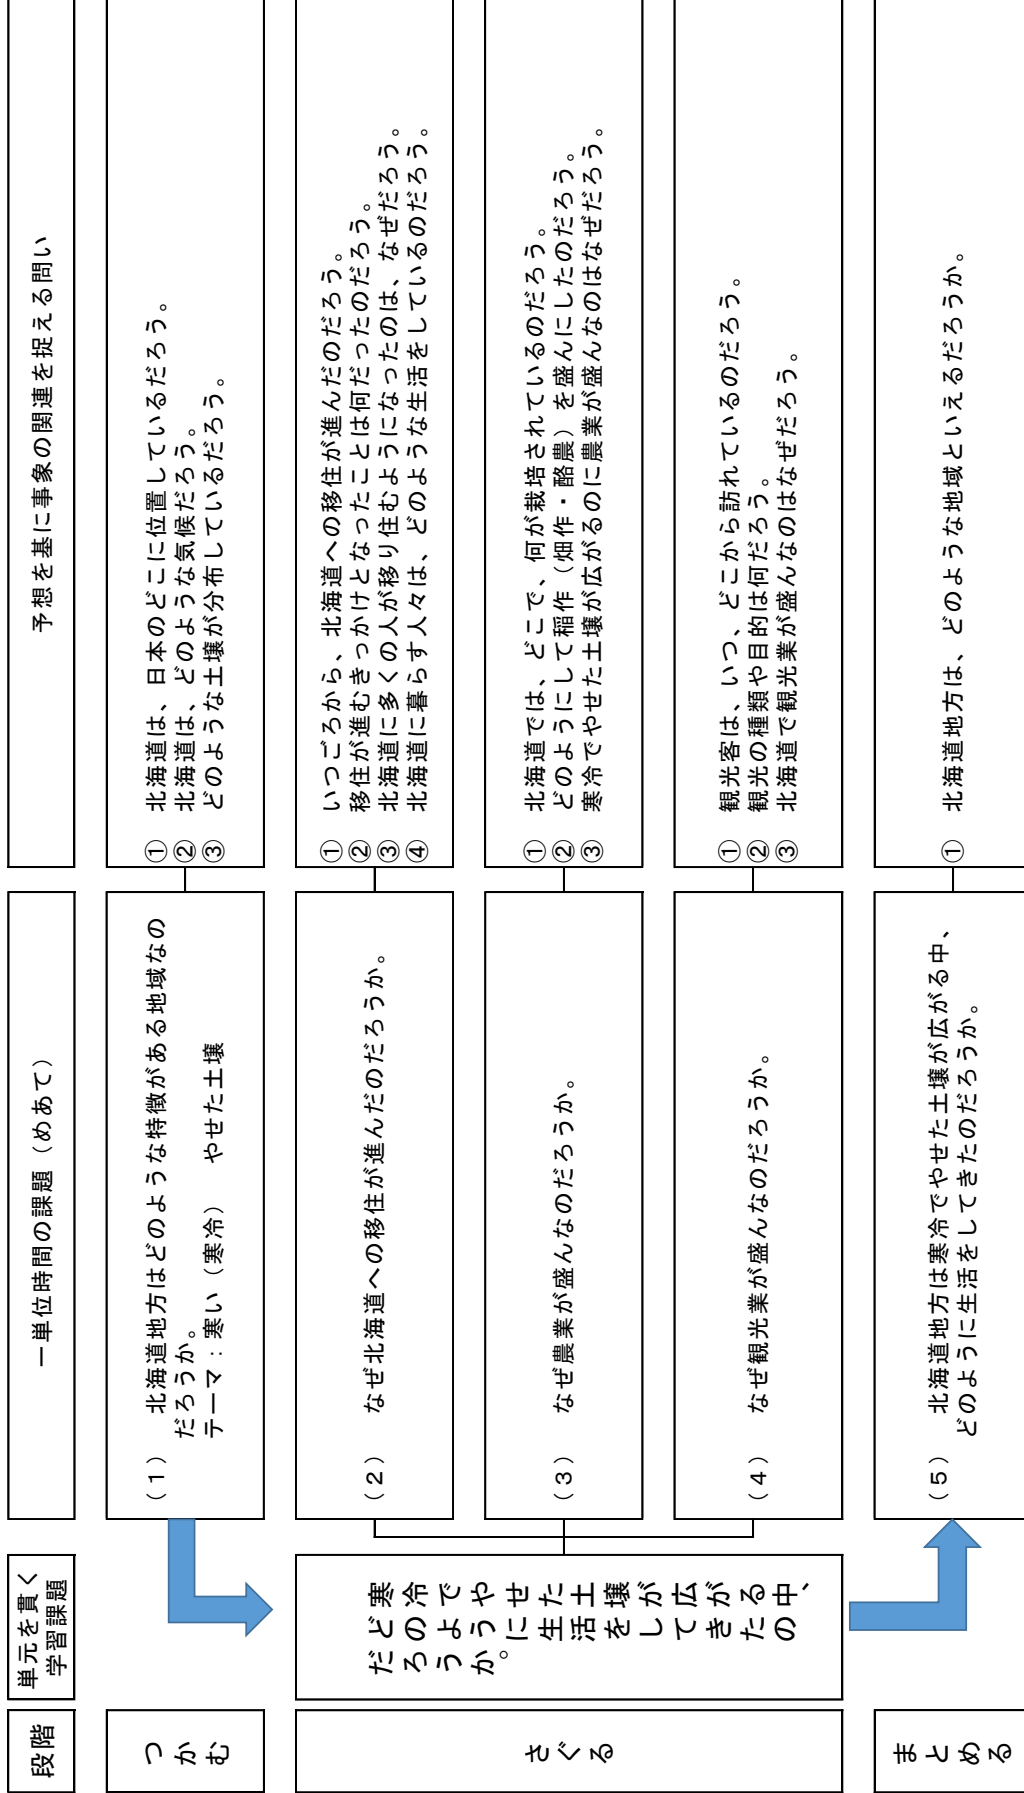 段階
単元を貫く
学習課題
一単位時間の課題（めあて）
予想を基に事象の関連を捉える問い
つかむ
（１）　北海道地方はどのような特徴がある地域なの
だろうか。
テーマ：寒い（寒冷）　やせた土壌
①　北海道は、日本のどこに位置しているだろう。
②　北海道は、どのような気候だろう。
③　どのような土壌が分布しているだろう。
さぐる
寒冷でやせた土壌が広がる中、
どのように生活をしてきたの
だろうか。
（２）　なぜ北海道への移住が進んだのだろうか。
①　いつごろから、北海道への移住が進んだのだろう。
②　移住が進むきっかけとなったことは何だったのだろう。
③　北海道に多くの人が移り住むようになったのは、なぜだろう。
④　北海道に暮らす人々は、どのような生活をしているのだろう。
（３）　なぜ農業が盛んなのだろうか。
①　北海道では、どこで、何が栽培されているのだろう。
②　どのようにして稲作（畑作・酪農）を盛んにしたのだろう。
③　寒冷でやせた土壌が広がるのに農業が盛んなのはなぜだろう。
（４）　なぜ観光業が盛んなのだろうか。
①　観光客は、いつ、どこから訪れているのだろう。
②　観光の種類や目的は何だろう。
③　北海道で観光業が盛んなのはなぜだろう。
まとめる
（５）　北海道地方は寒冷でやせた土壌が広がる中、
どのように生活をしてきたのだろうか。
①　北海道地方は、どのような地域といえるだろうか。